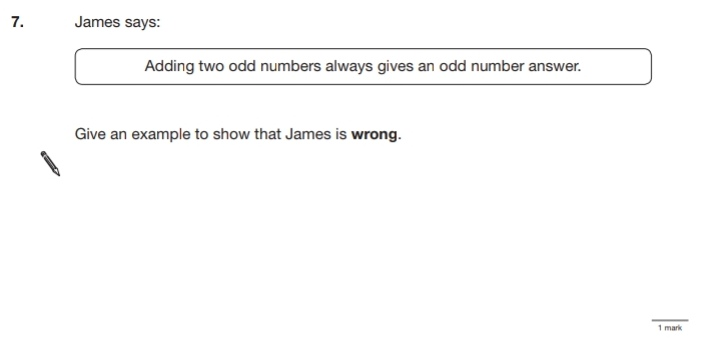 7. James says:
Adding two odd numbers always gives an odd number answer.
Give an example to show that James is wrong.
1 mark